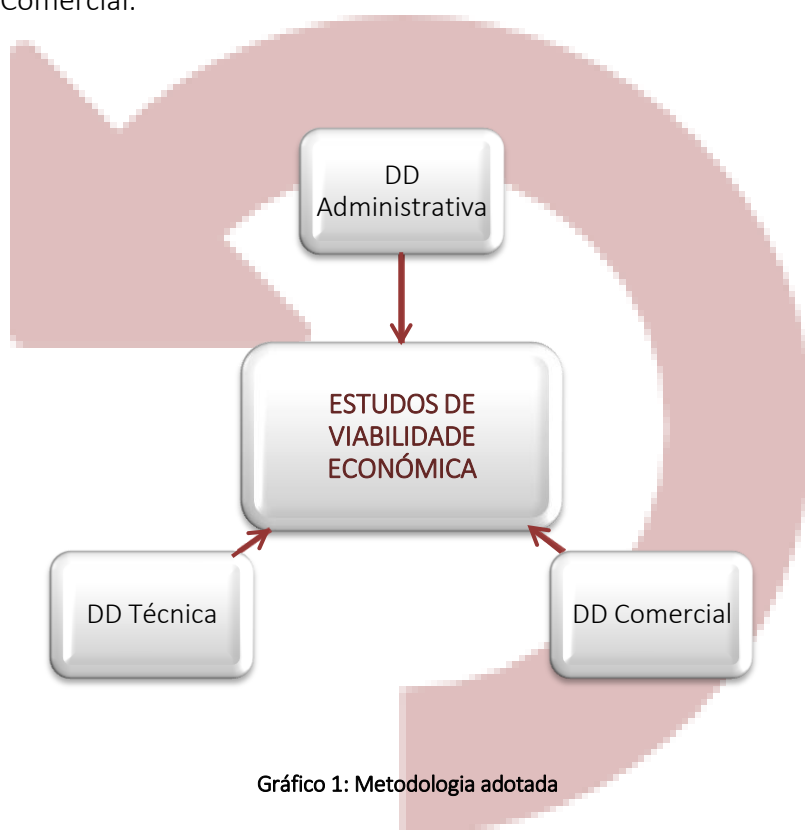 Comercial.
DD
Administrativa
ESTUDOS DE
VIABILIDADE
ECONÓMICA
DD Técnica
DD Comercial
Gráfico 1: Metodologia adotada